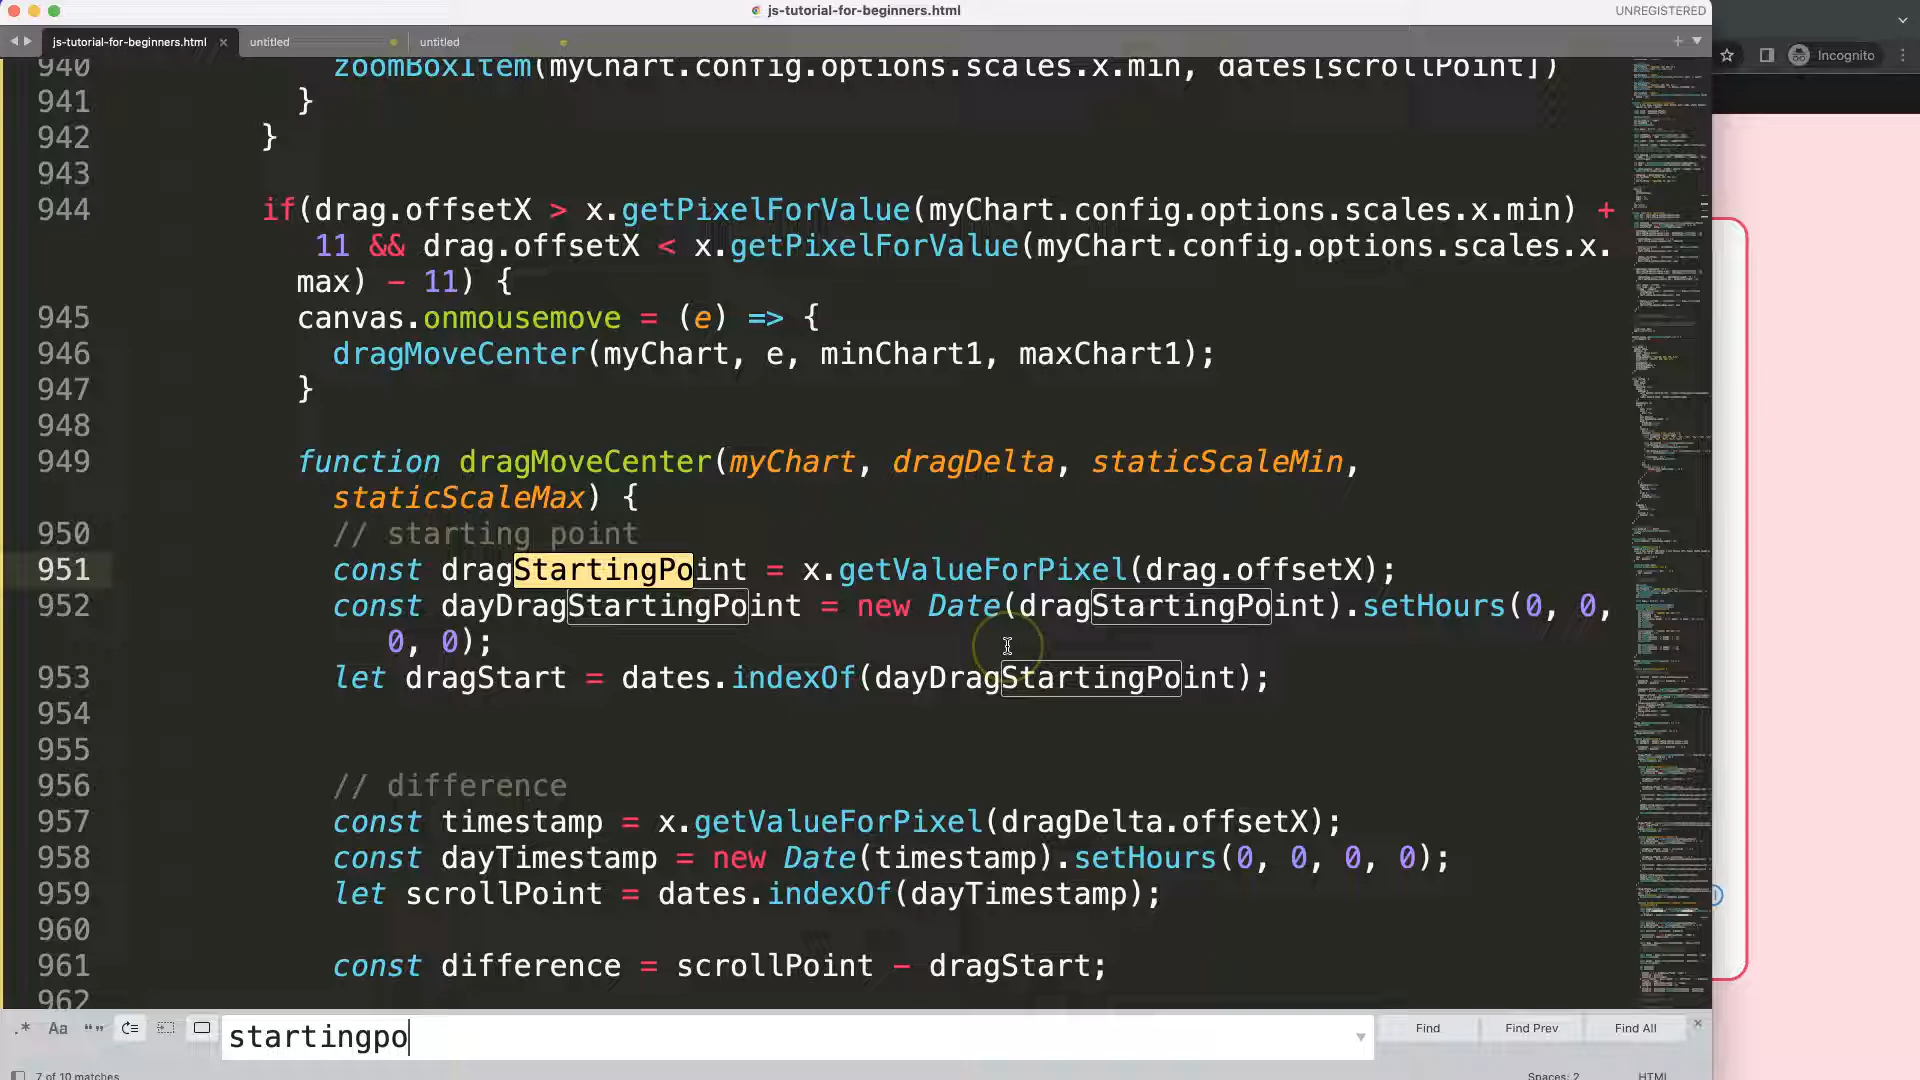 js-tutorial-for-beginners.html
UNREGISTERED
js-tutorial-for-beginners.html × untitled untitled
Incognito
940 zoomBoxItem(myChart.config.options.scales.x.min, dates[scrollPoint])
941 }
942 }
943
944 if(drag.offsetX > x.getPixelForValue(myChart.config.options.scales.x.min) +
11 && drag.offsetX < x.getPixelForValue(myChart.config.options.scales.x.
max) - 11) {
945 canvas.onmousemove = (e) => {
946 dragMoveCenter(myChart, e, minChart1, maxChart1);
947 }
948
949 function dragMoveCenter(myChart, dragDelta, staticScaleMin,
staticScaleMax) {
950 // starting point
951 const dragStartingPoint = x.getValueForPixel(drag.offsetX);
952 const dayDragStartingPoint = new Date(dragStartingPoint).setHours(0, 0,
0, 0);
953 let dragStart = dates.indexOf(dayDragStartingPoint);
954
955
956 // difference
957 const timestamp = x.getValueForPixel(dragDelta.offsetX);
958 const dayTimestamp = new Date(timestamp).setHours(0, 0, 0, 0);
959 let scrollPoint = dates.indexOf(dayTimestamp);
960
961 const difference = scrollPoint - dragStart;
962
.* Aa "" startingpo Find Find Prev Find All ×
7 of 10 matches Spaces: 2 HTML